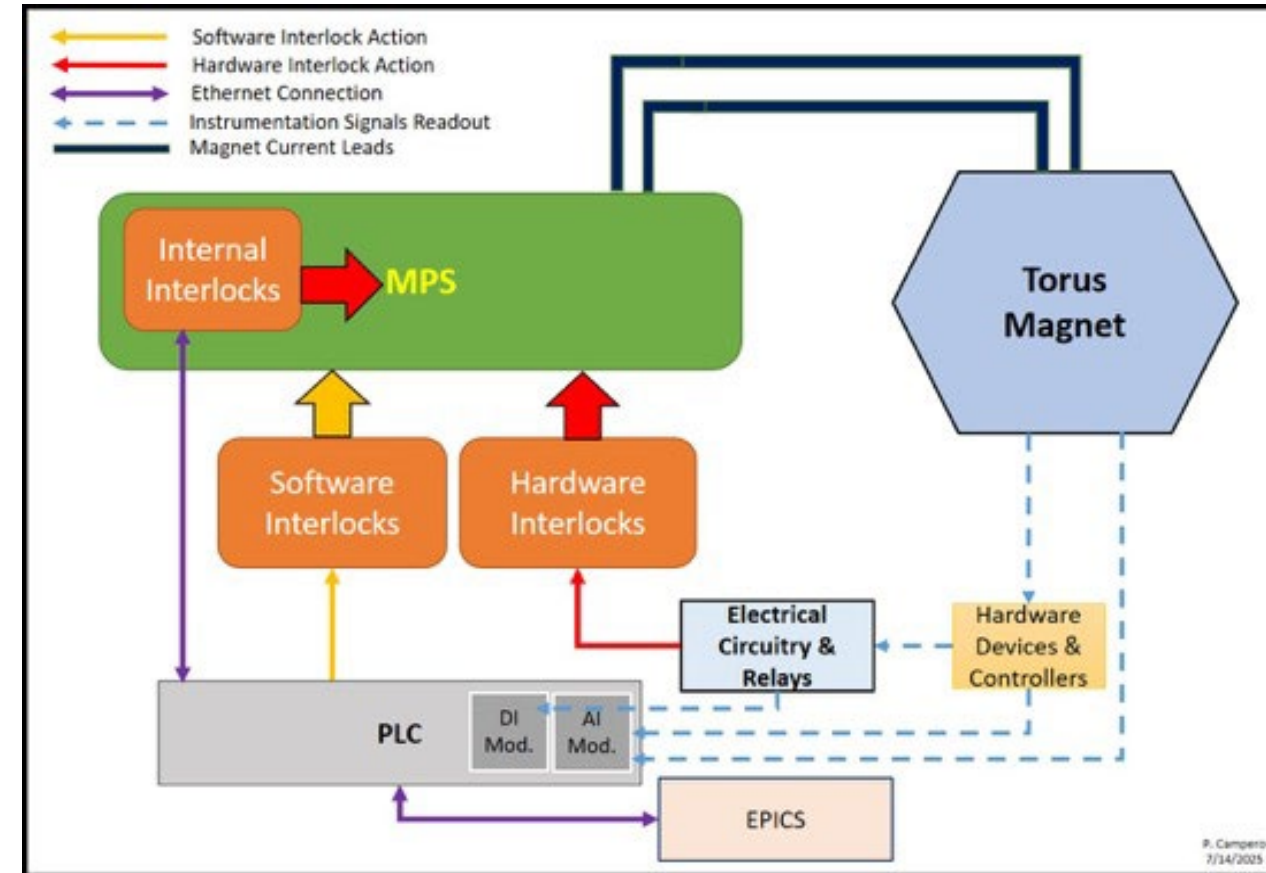 Software Interlock Action
Hardware Interlock Action
Ethernet Connection
Instrumentation Signals Readout
Magnet Current Leads
Internal
Interlocks
MPS
Torus
Magnet
Software
Interlocks
Hardware
Interlocks
Electrical
Circuitry &
Relays
Hardware
Devices &
Controllers
PLC
DI
Mod.
AI
Mod.
EPICS
P. Campero
7/14/2025